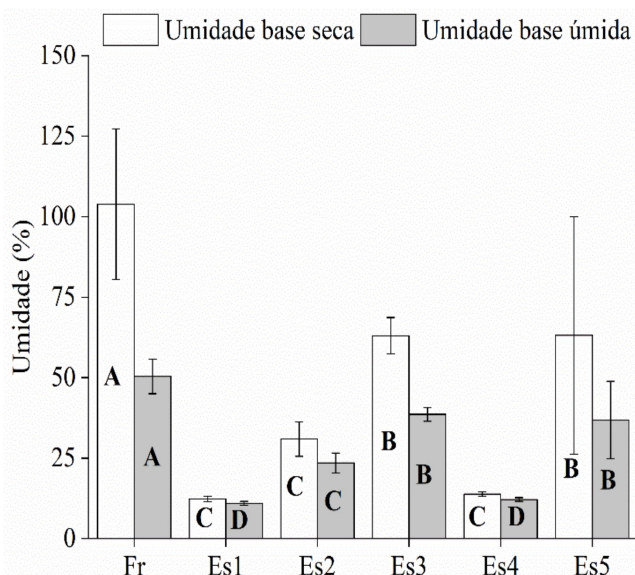 Umidade base seca Umidade base úmida
150
125
100
75
50
25
0
Umidade (%)
A A C D C C B B C D B B
Fr Es1 Es2 Es3 Es4 Es5